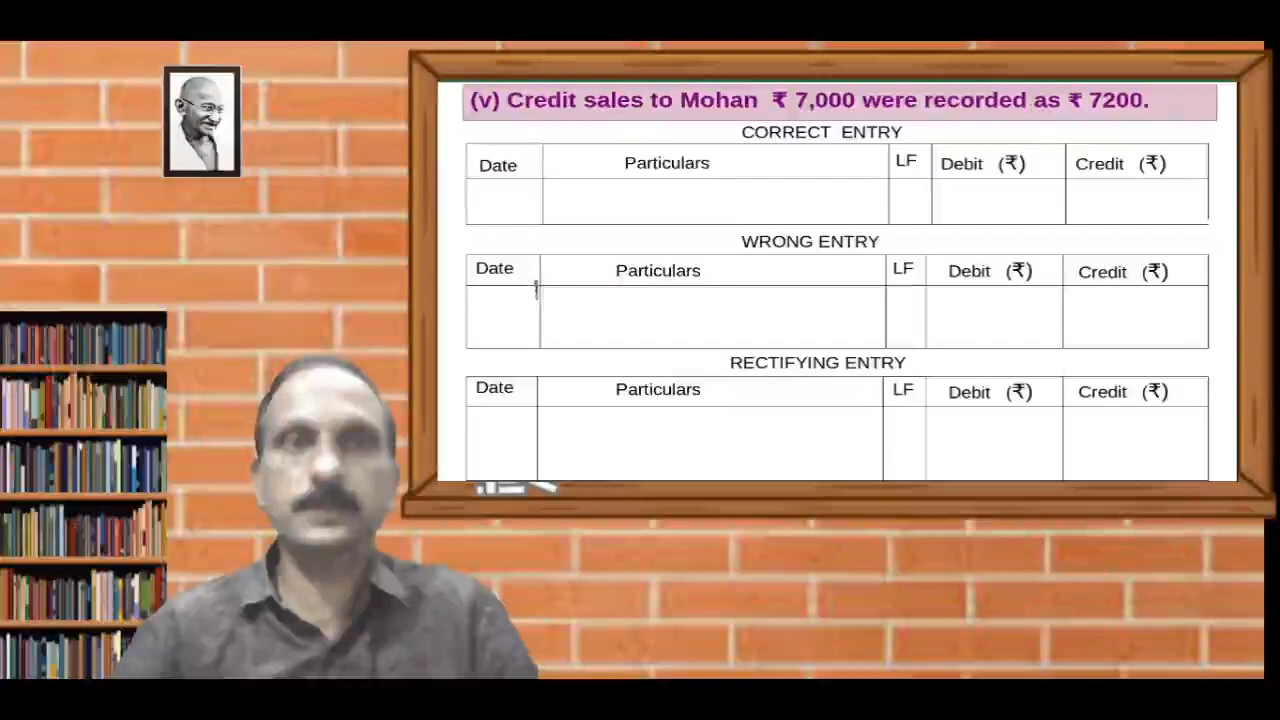 (v) Credit sales to Mohan ₹ 7,000 were recorded as ₹ 7200.
CORRECT ENTRY
Date Particulars LF Debit (₹) Credit (₹)
WRONG ENTRY
Date Particulars LF Debit (₹) Credit (₹)
RECTIFYING ENTRY
Date Particulars LF Debit (₹) Credit (₹)